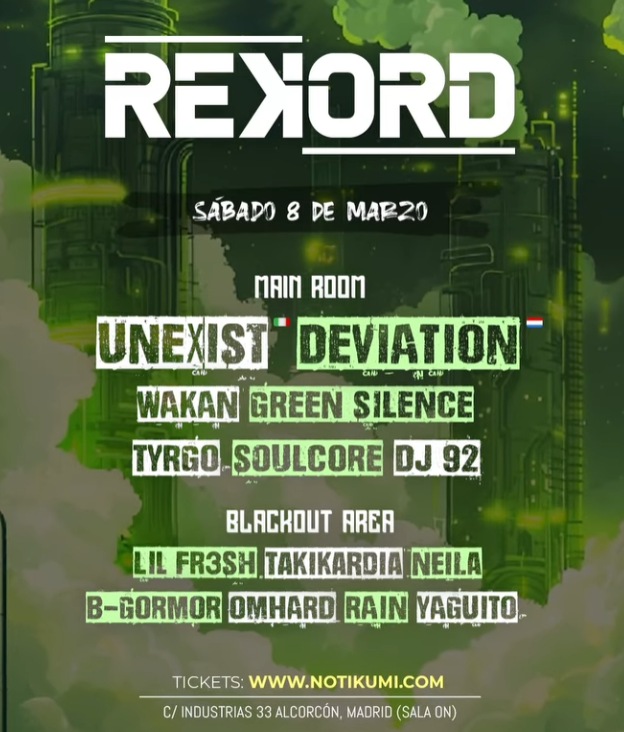 REKORD
SÁBADO 8 DE MARZO
MAIN ROOM
UNEXIST DEVIATION
WAKAN GREEN SILENCE
TYRGO SOULCORE DJ 92
BLACKOUT AREA
LIL FR3SH TAKIKARDIA NEILA
B-GORMOR OMHARD RAIN YAGUITO
TICKETS: WWW.NOTIKUMI.COM
C/ INDUSTRIAS 33 ALCORCÓN, MADRID (SALA ON)